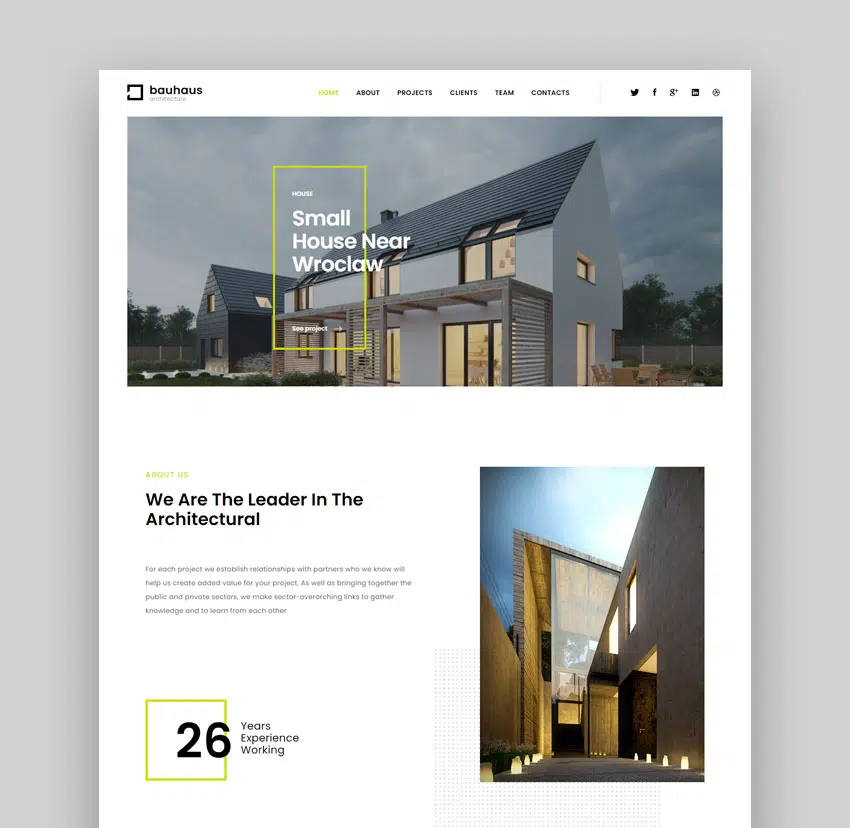 bauhaus
architecture
HOME ABOUT PROJECTS CLIENTS TEAM CONTACTS
HOUSE
Small
House Near
Wroclaw
See project
ABOUT US
We Are The Leader In The
Architectural
For each project we establish relationships with partners who we know will
help us create added value for your project. As well as bringing together the
public and private sectors, we make sector-overarching links to gather
knowledge and to learn from each other
26
Years
Experience
Working